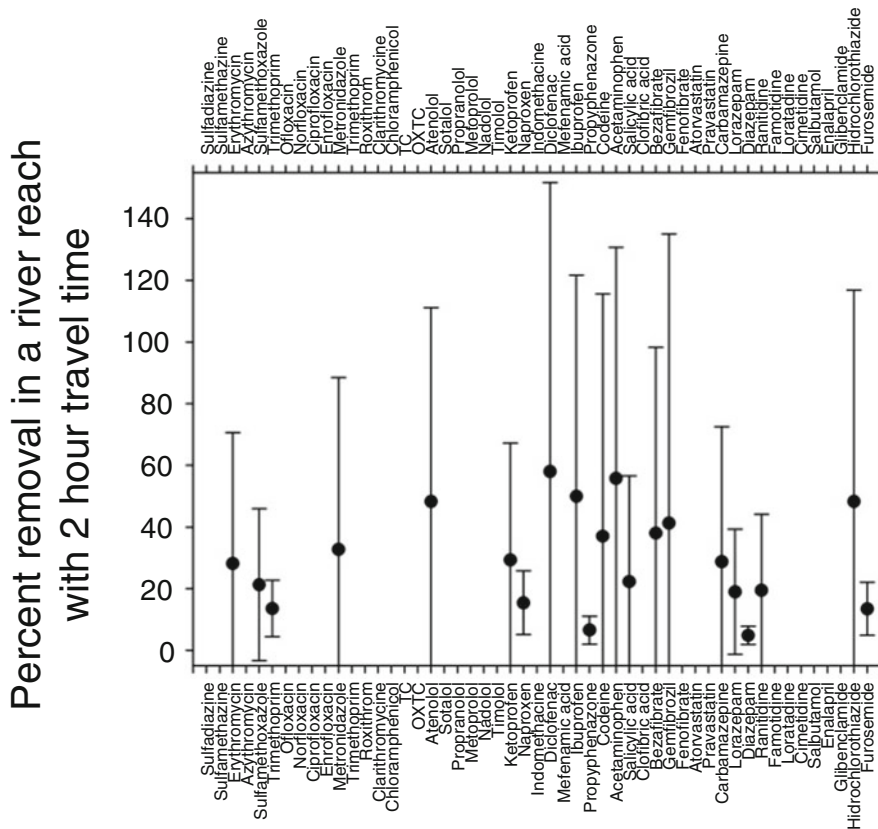 Sulfadiazine
Sulfamethazine
Erythromycin
Azythromycin
Sulfamethoxazole
Trimethoprim
Ofloxacin
Norfloxacin
Ciprofloxacin
Enrofloxacin
Metronidazole
Trimethoprim
Roxithrom
Clarithromycine
Chloramphenicol
TC
OXTC
Atenolol
Sotalol
Propranolol
Metoprolol
Nadolol
Timolol
Ketoprofen
Naproxen
Indomethacine
Diclofenac
Mefenamic acid
Ibuprofen
Propyphenazone
Codeine
Acetaminophen
Salicylic acid
Clofibric acid
Bezafibrate
Gemfibrozil
Fenofibrate
Atorvastatin
Pravastatin
Carbamazepine
Lorazepam
Diazepam
Ranitidine
Famotidine
Loratadine
Cimetidine
Salbutamol
Enalapril
Glibenclamide
Hidrochlorothiazide
Furosemide
Percent removal in a river reach
with 2 hour travel time
140
120
100
80
60
40
20
0
Sulfadiazine
Sulfamethazine
Erythromycin
Azythromycin
Sulfamethoxazole
Trimethoprim
Ofloxacin
Norfloxacin
Ciprofloxacin
Enrofloxacin
Metronidazole
Trimethoprim
Roxithrom
Clarithromycine
Chloramphenicol
TC
OXTC
Atenolol
Sotalol
Propranolol
Metoprolol
Nadolol
Timolol
Ketoprofen
Naproxen
Indomethacine
Diclofenac
Mefenamic acid
Ibuprofen
Propyphenazone
Codeine
Acetaminophen
Salicylic acid
Clofibric acid
Bezafibrate
Gemfibrozil
Fenofibrate
Atorvastatin
Pravastatin
Carbamazepine
Lorazepam
Diazepam
Ranitidine
Famotidine
Loratadine
Cimetidine
Salbutamol
Enalapril
Glibenclamide
Hidrochlorothiazide
Furosemide